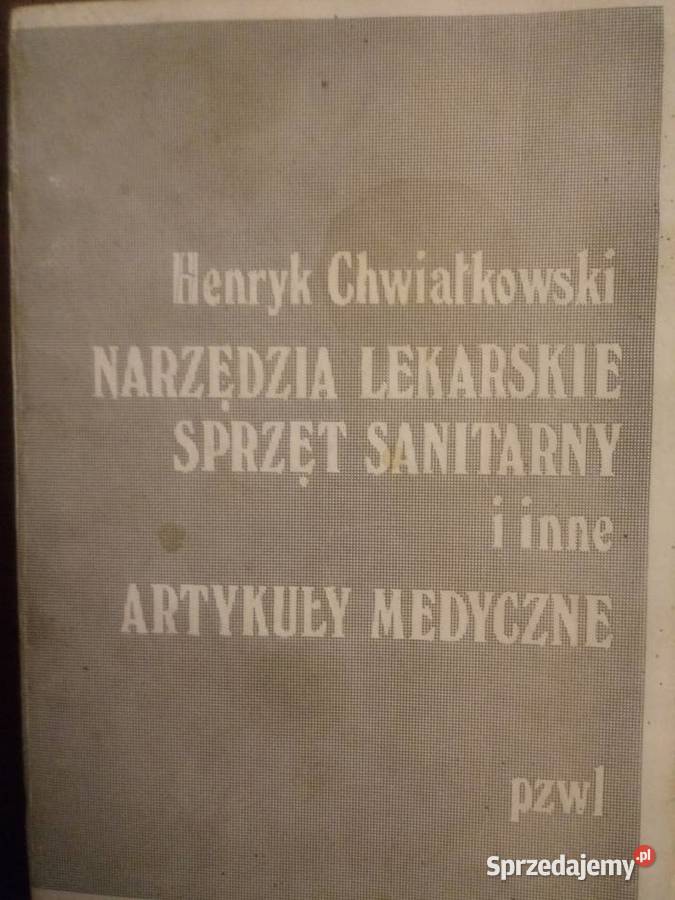 Henryk Chwiałkowski
NARZĘDZIA LEKARSKIE
SPRZĘT SANITARNY
i inne
ARTYKUŁY MEDYCZNE
pzwl
Sprzedajemy.pl